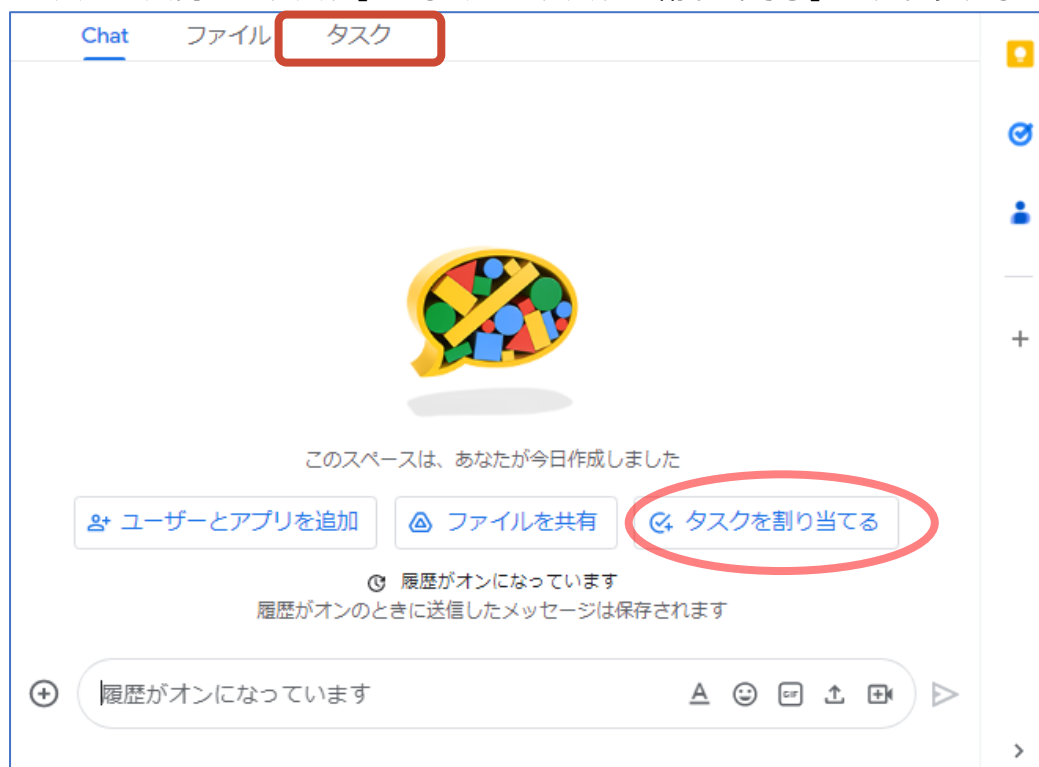 Chat ファイル タスク
このスペースは、あなたが今日作成しました
ユーザーとアプリを追加 ファイルを共有 タスクを割り当てる
履歴がオンになっています
履歴がオンのときに送信したメッセージは保存されます
履歴がオンになっています
GIF